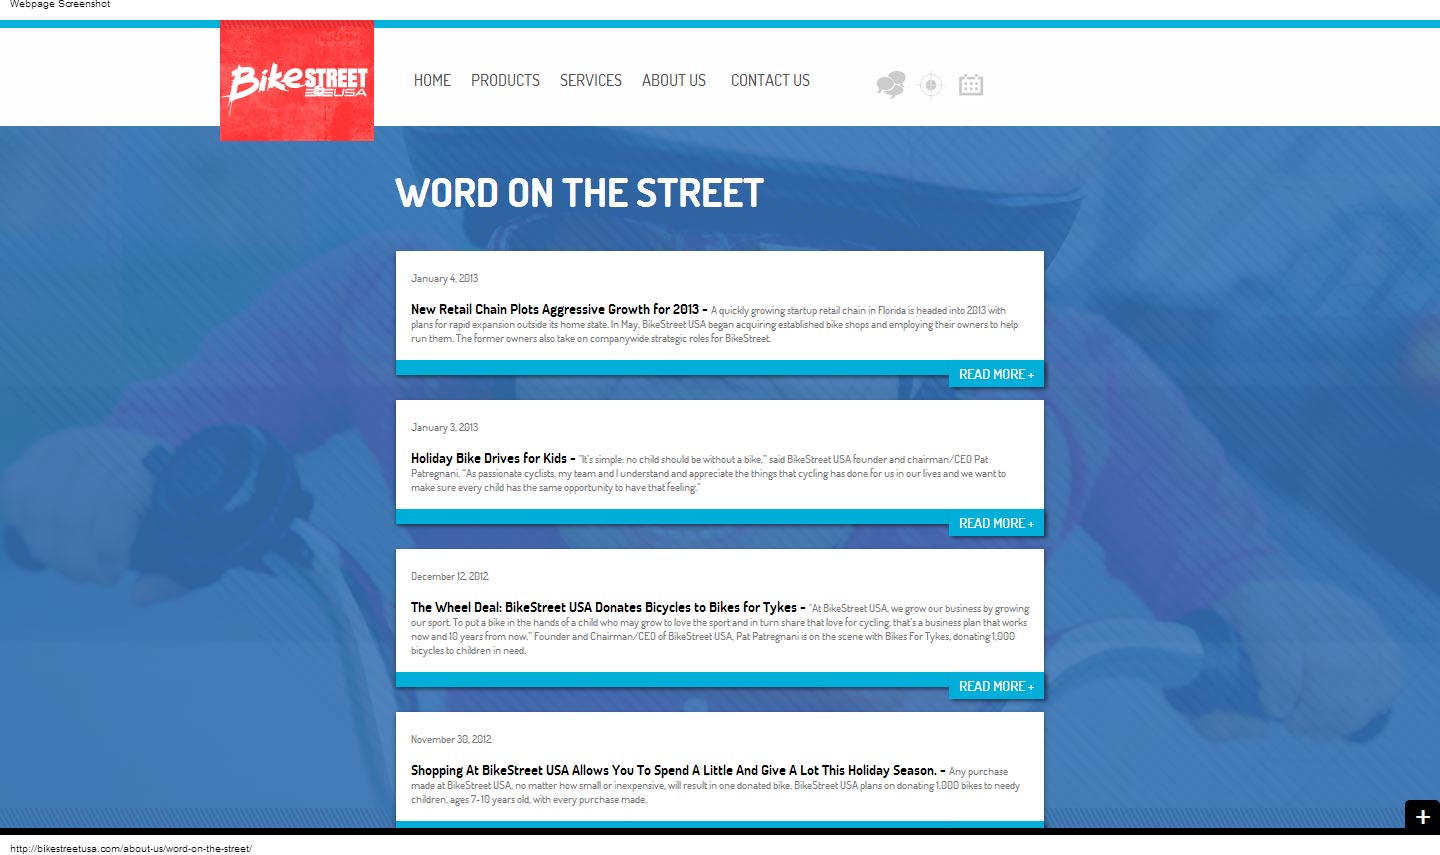 Webpage Screenshot
BikeSTREET
USA
HOME PRODUCTS SERVICES ABOUT US CONTACT US
WORD ON THE STREET
January 4, 2013
New Retail Chain Plots Aggressive Growth for 2013 – A quickly growing startup retail chain in Florida is headed into 2013 with
plans for rapid expansion outside its home state. In May, BikeStreet USA began acquiring established bike shops and employing their owners to help
run them. The former owners also take on companywide strategic roles for BikeStreet.
READ MORE +
January 3, 2013
Holiday Bike Drives for Kids – "It's simple: no child should be without a bike," said BikeStreet USA founder and chairman/CEO Pat
Patregnani. "As passionate cyclists, my team and I understand and appreciate the things that cycling has done for us in our lives and we want to
make sure every child has the same opportunity to have that feeling."
READ MORE +
December 12, 2012
The Wheel Deal: BikeStreet USA Donates Bicycles to Bikes for Tykes – "At BikeStreet USA, we grow our business by growing
our sport. To put a bike in the hands of a child who may grow to love the sport and in turn share that love for cycling, that's a business plan that works
now and 10 years from now." Founder and Chairman/CEO of BikeStreet USA, Pat Patregnani is on the scene with Bikes For Tykes, donating 1,000
bicycles to children in need.
READ MORE +
November 30, 2012
Shopping At BikeStreet USA Allows You To Spend A Little And Give A Lot This Holiday Season. – Any purchase
made at BikeStreet USA, no matter how small or inexpensive, will result in one donated bike. BikeStreet USA plans on donating 1,000 bikes to needy
children, ages 7-10 years old, with every purchase made.
+
http://bikestreetusa.com/about-us/word-on-the-street/